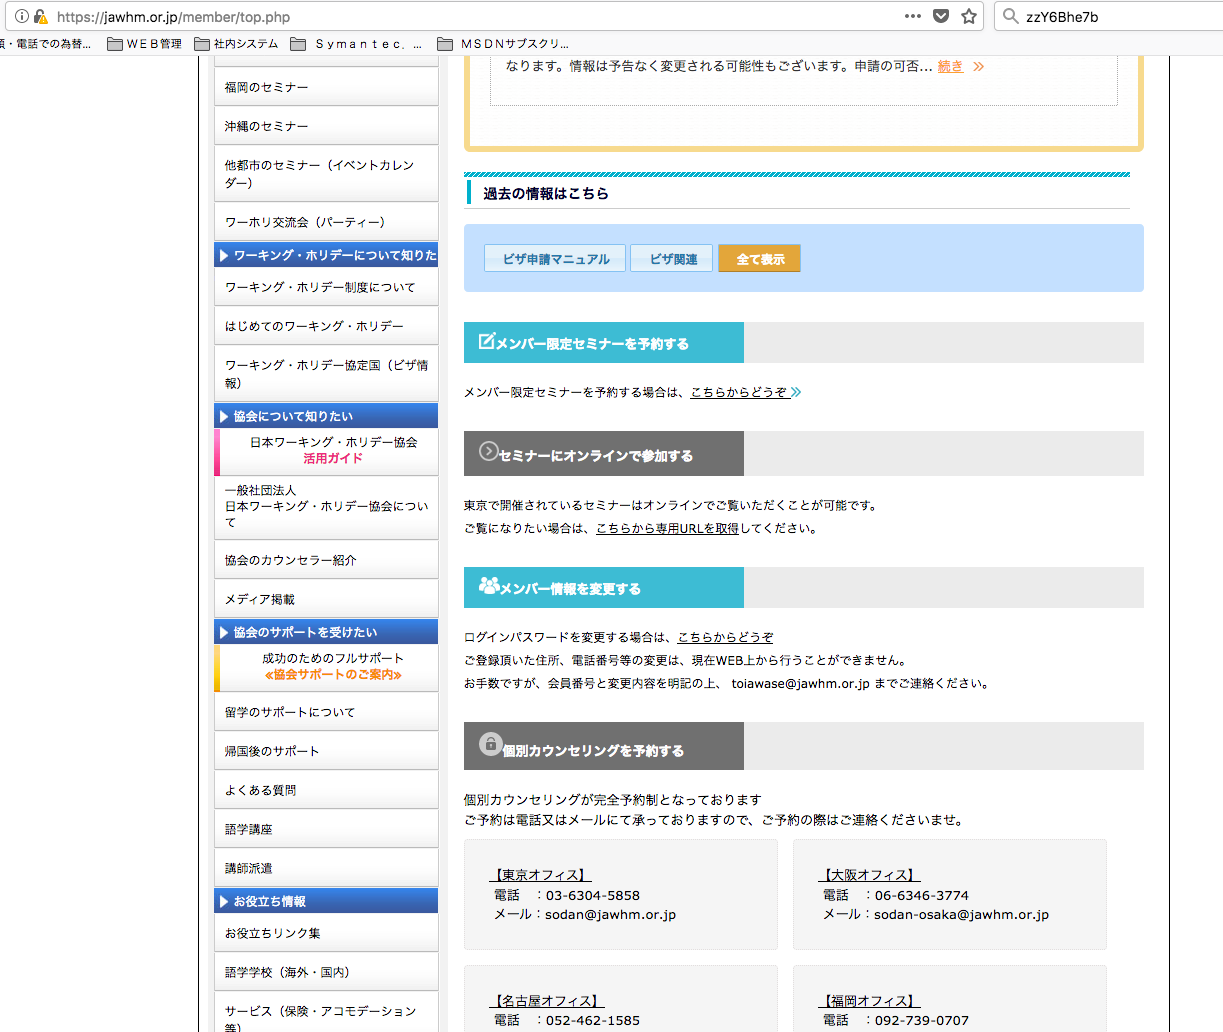 https://jawhm.or.jp/member/top.php
zzY6Bhe7b
・電話での為替...
ＷＥＢ管理
社内システム
Ｓｙｍａｎｔｅｃ．...
ＭＳＤＮサブスクリ...
福岡のセミナー
沖縄のセミナー
他都市のセミナー（イベントカレン
ダー）
ワーホリ交流会（パーティー）
ワーキング・ホリデーについて知りた
ワーキング・ホリデー制度について
はじめてのワーキング・ホリデー
ワーキング・ホリデー協定国（ビザ情
報）
協会について知りたい
日本ワーキング・ホリデー協会
活用ガイド
一般社団法人
日本ワーキング・ホリデー協会につい
て
協会のカウンセラー紹介
メディア掲載
協会のサポートを受けたい
成功のためのフルサポート
≪協会サポートのご案内≫
留学のサポートについて
帰国後のサポート
よくある質問
語学講座
講師派遣
お役立ち情報
お役立ちリンク集
語学学校（海外・国内）
サービス（保険・アコモデーション
等）
なります。情報は予告なく変更される可能性もございます。申請の可否... 続き
過去の情報はこちら
ビザ申請マニュアル ビザ関連 全て表示
メンバー限定セミナーを予約する
メンバー限定セミナーを予約する場合は、こちらからどうぞ
セミナーにオンラインで参加する
東京で開催されているセミナーはオンラインでご覧いただくことが可能です。
ご覧になりたい場合は、こちらから専用URLを取得してください。
メンバー情報を変更する
ログインパスワードを変更する場合は、こちらからどうぞ
ご登録頂いた住所、電話番号等の変更は、現在WEB上から行うことができません。
お手数ですが、会員番号と変更内容を明記の上、 toiawase@jawhm.or.jp までご連絡ください。
個別カウンセリングを予約する
個別カウンセリングが完全予約制となっております
ご予約は電話又はメールにて承っておりますので、ご予約の際はご連絡くださいませ。
【東京オフィス】
電話　：03-6304-5858
メール：sodan@jawhm.or.jp
【大阪オフィス】
電話　：06-6346-3774
メール：sodan-osaka@jawhm.or.jp
【名古屋オフィス】
電話　：052-462-1585
【福岡オフィス】
電話　：092-739-0707